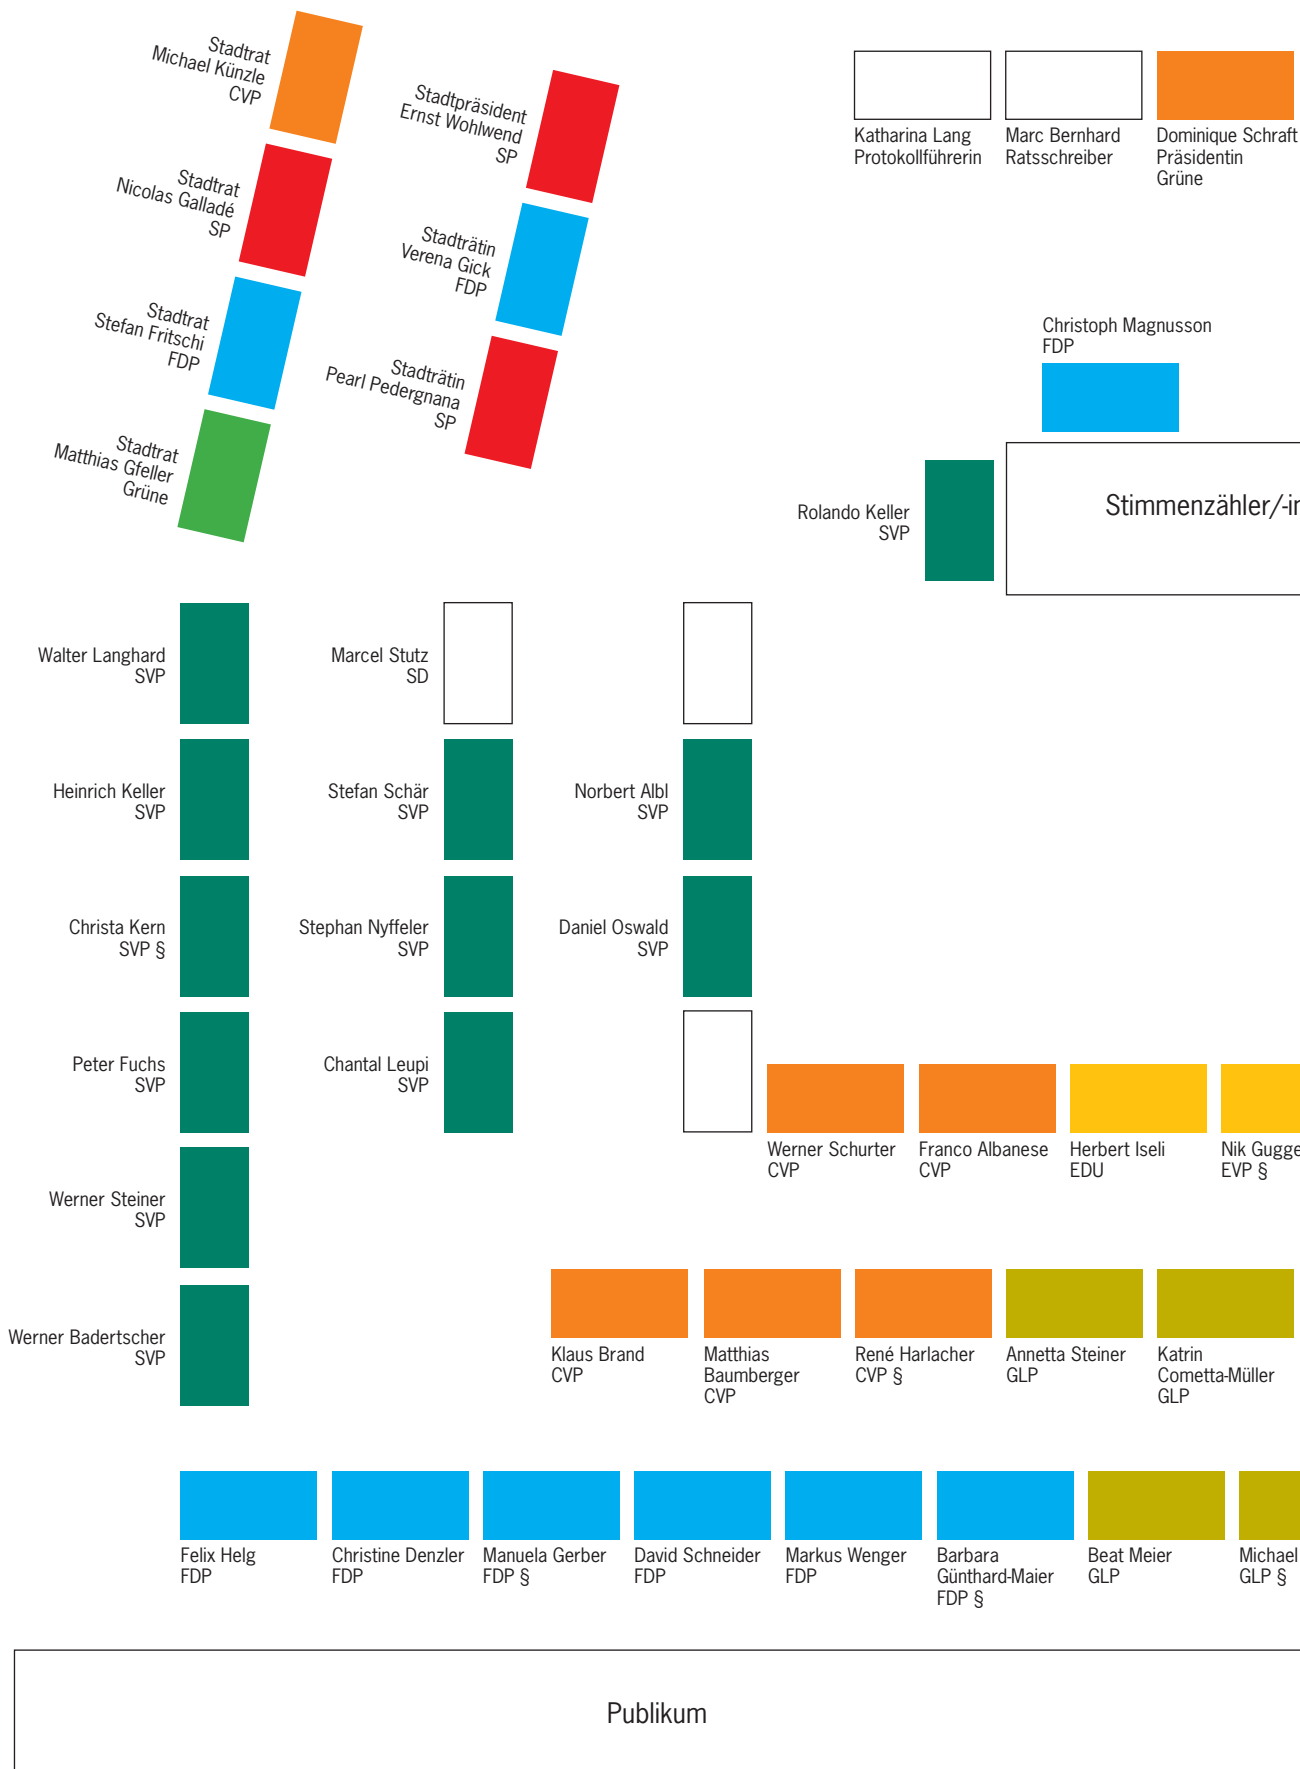 Stadtrat
Michael Künzle
CVP
Stadtpräsident
Ernst Wohlwend
SP
Katharina Lang
Protokollführerin
Marc Bernhard
Ratsschreiber
Dominique Schraft
Präsidentin
Grüne
Stadtrat
Nicolas Galladé
SP
Stadträtin
Verena Gick
FDP
Stadtrat
Stefan Fritschi
FDP
Stadträtin
Pearl Pedergnana
SP
Christoph Magnusson
FDP
Stadtrat
Matthias Gfeller
Grüne
Rolando Keller
SVP
Stimmenzähler/-in
Walter Langhard
SVP
Marcel Stutz
SD
Heinrich Keller
SVP
Stefan Schär
SVP
Norbert Albl
SVP
Christa Kern
SVP §
Stephan Nyffeler
SVP
Daniel Oswald
SVP
Peter Fuchs
SVP
Chantal Leupi
SVP
Werner Schurter
CVP
Franco Albanese
CVP
Herbert Iseli
EDU
Nik Gugge
EVP §
Werner Steiner
SVP
Werner Badertscher
SVP
Klaus Brand
CVP
Matthias
Baumberger
CVP
René Harlacher
CVP §
Annetta Steiner
GLP
Katrin
Cometta-Müller
GLP
Felix Helg
FDP
Christine Denzler
FDP
Manuela Gerber
FDP §
David Schneider
FDP
Markus Wenger
FDP
Barbara
Günthard-Maier
FDP §
Beat Meier
GLP
Michael
GLP §
Publikum